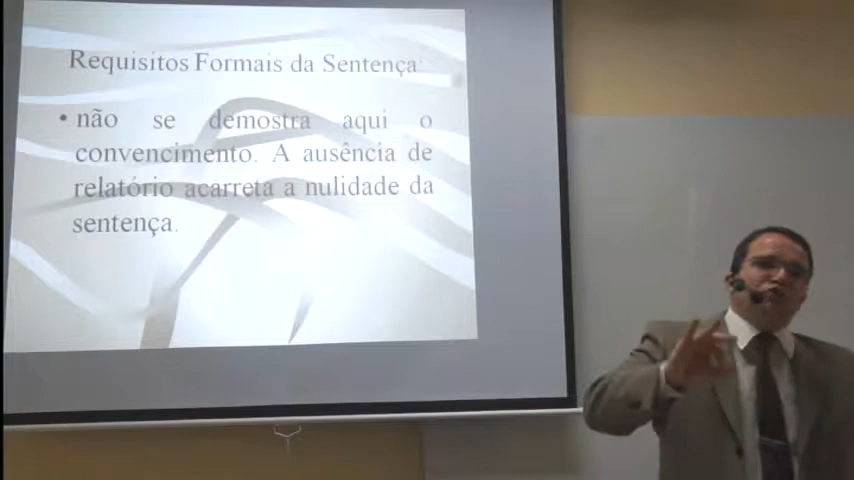 Requisitos Formais da Sentença:
• não se demostra aqui o
convencimento. A ausência de
relatório acarreta a nulidade da
sentença.